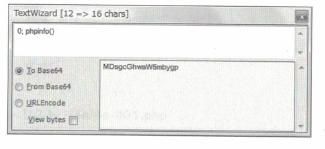 TextWizard [12 => 16 chars]
0; phpinfo()
To Base64
From Base64
URLEncode
View bytes
MDsgcGhwaW5mbygp